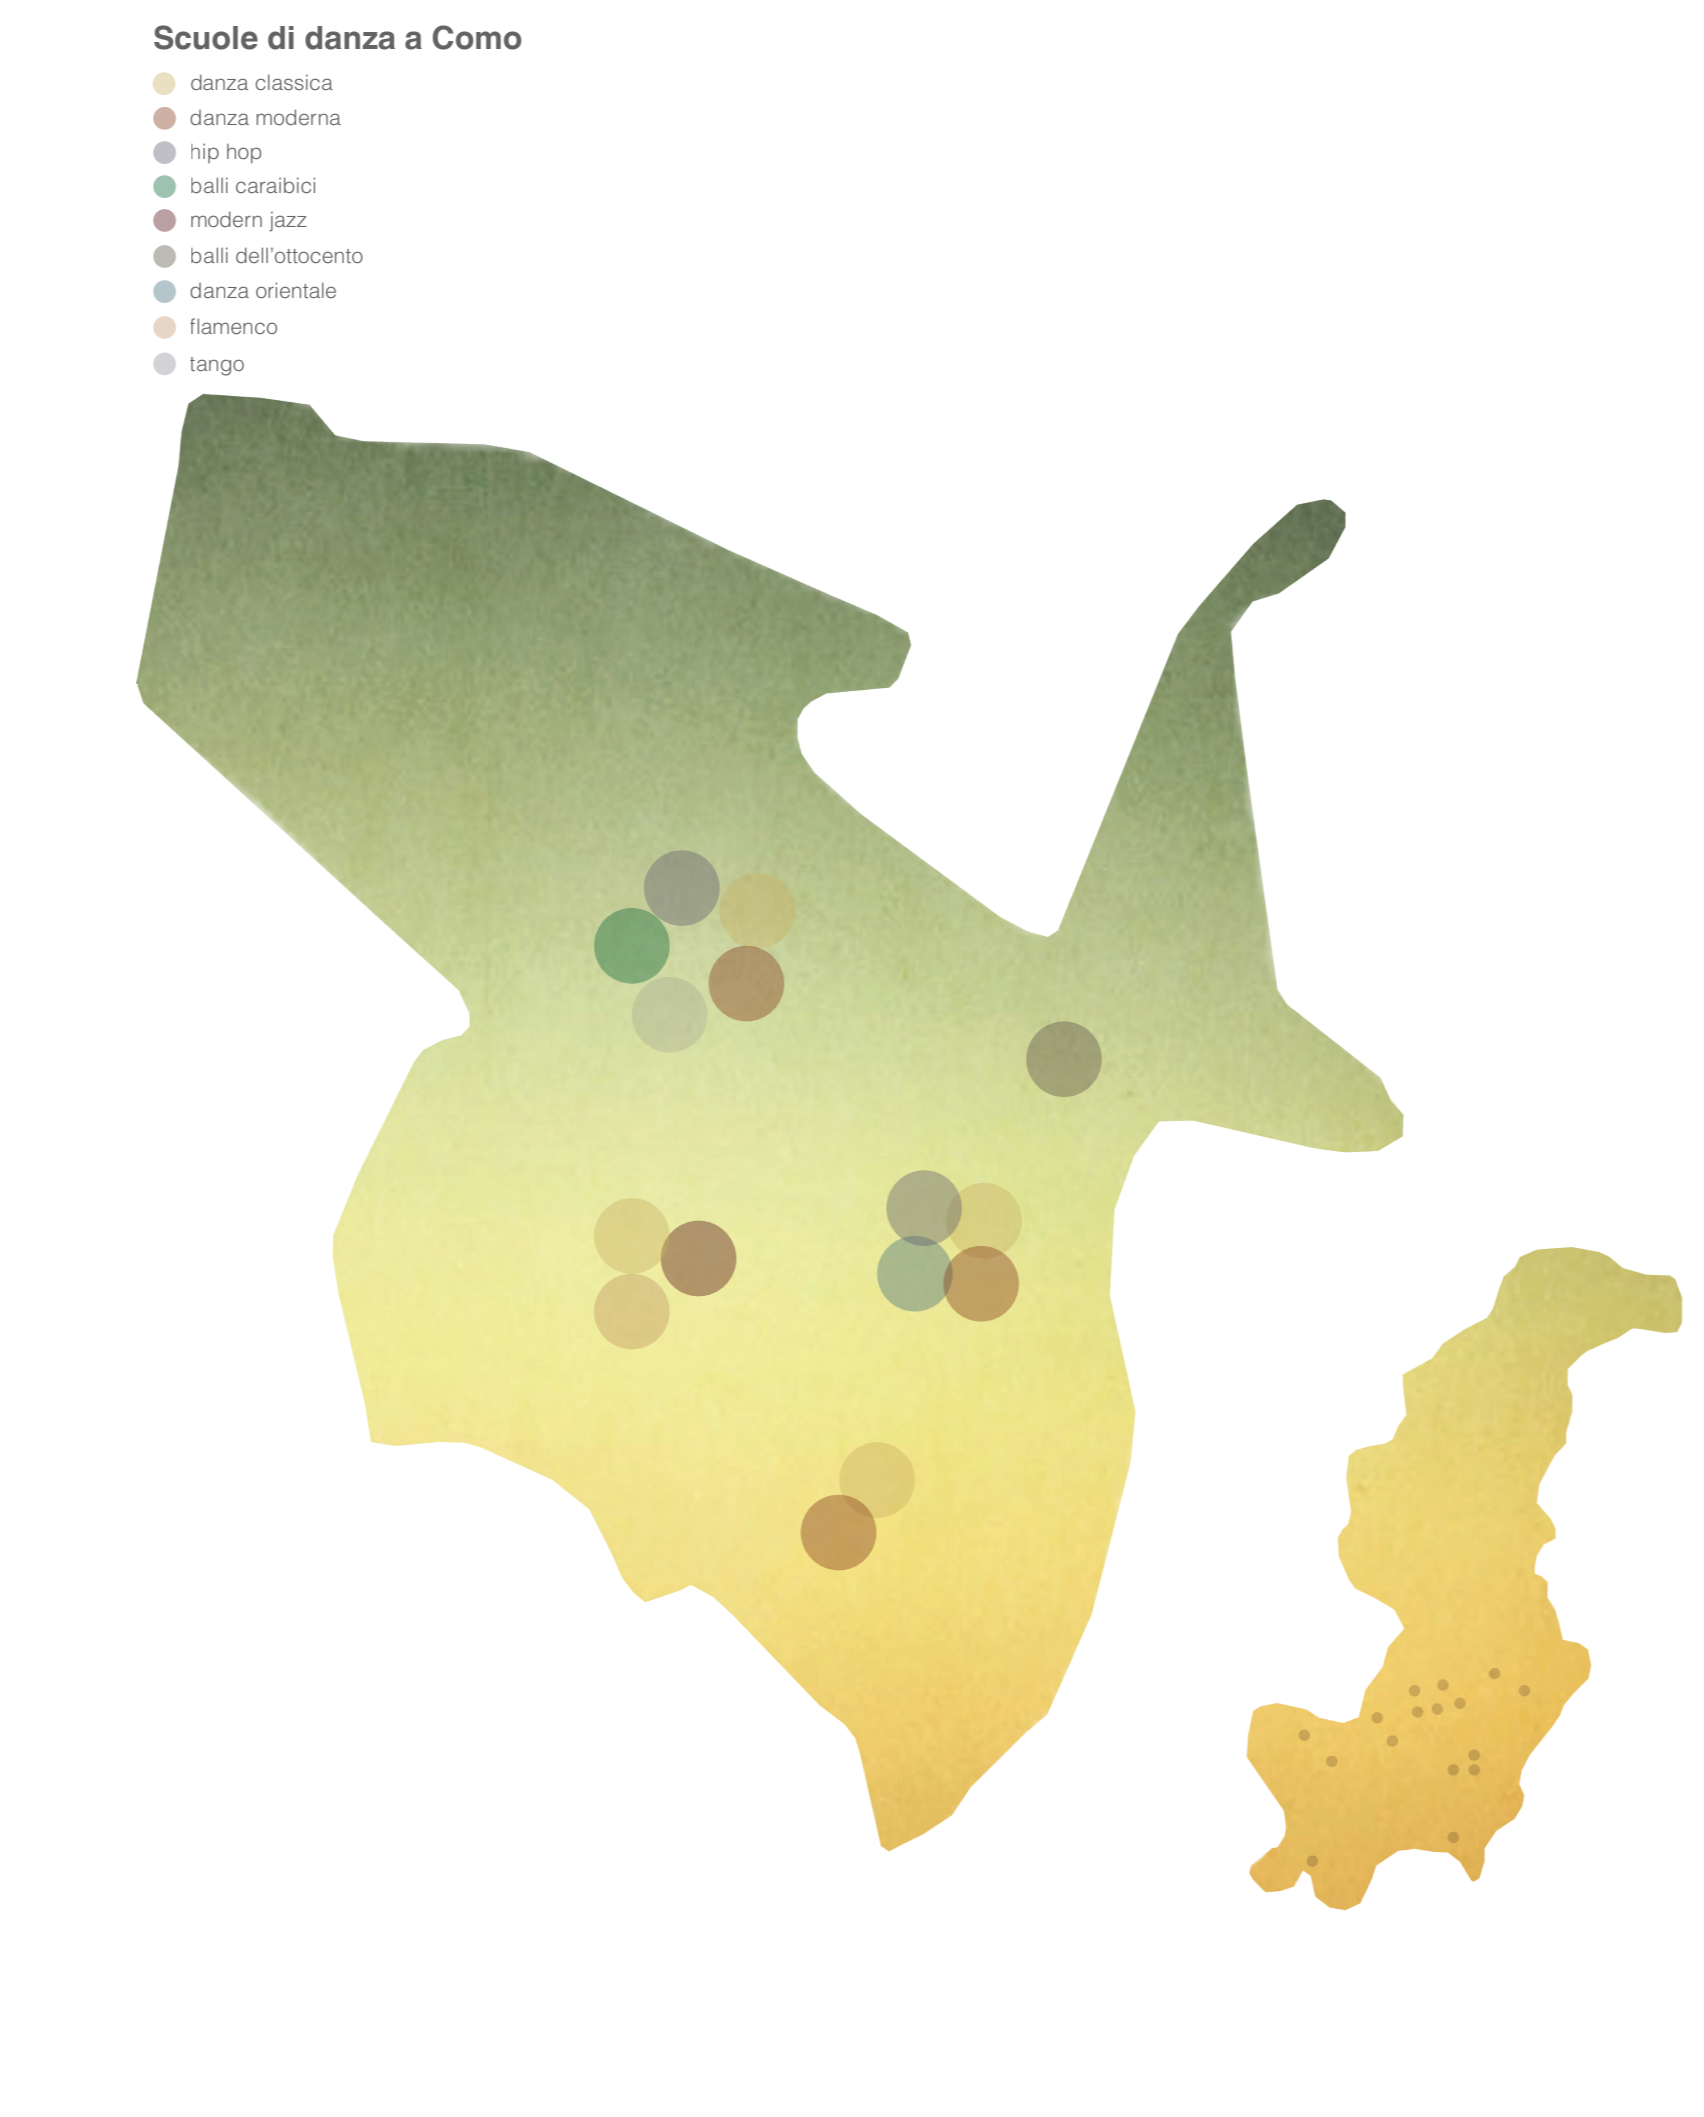 Scuole di danza a Como
danza classica
danza moderna
hip hop
balli caraibici
modern jazz
balli dell'ottocento
danza orientale
flamenco
tango